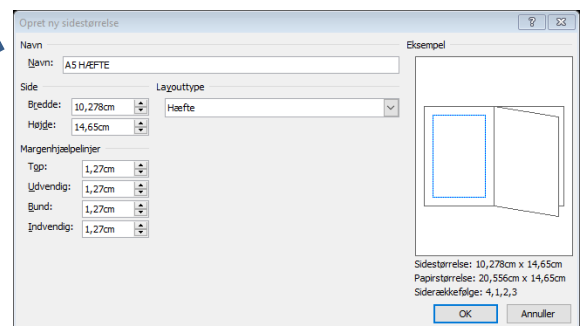 Opret ny sidestørrelse
Navn
Navn: A5 HÆFTE
Side
Bredde: 10,278cm
Højde: 14,65cm
Layouttype
Hæfte
Margenhjælpelinjer
Top: 1,27cm
Udvendig: 1,27cm
Bund: 1,27cm
Indvendig: 1,27cm
Eksempel
Sidestørrelse: 10,278cm x 14,65cm
Papirstørrelse: 20,556cm x 14,65cm
Siderækkefølge: 4,1,2,3
OK Annuller